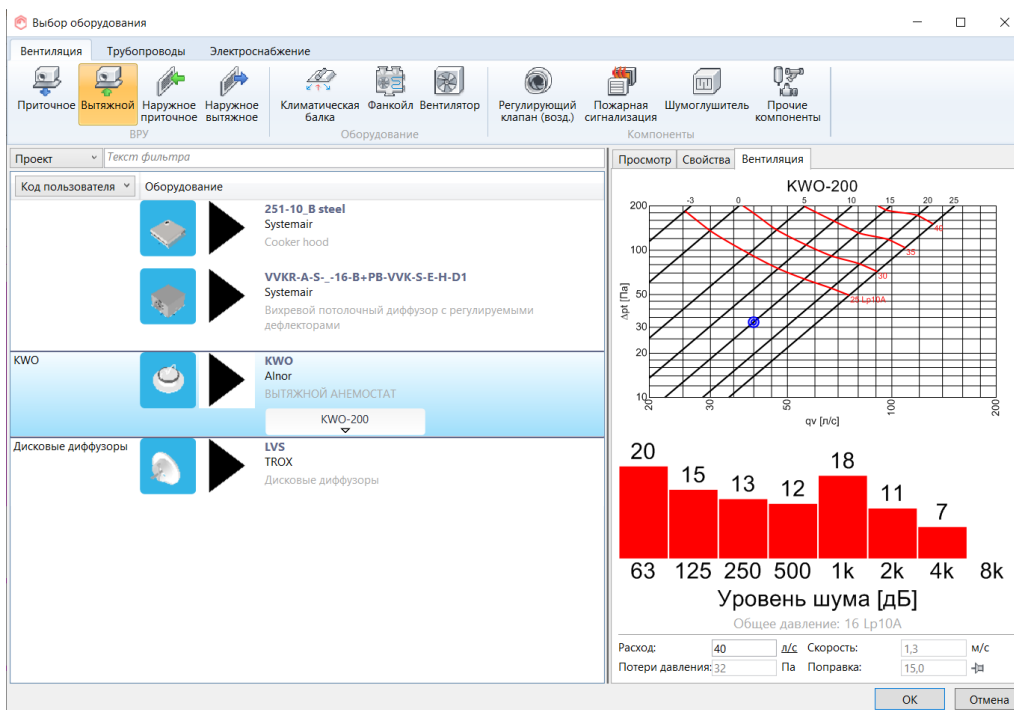 Выбор оборудования
Вентиляция Трубопроводы Электроснабжение
Приточное Вытяжной Наружное приточное Наружное вытяжное
ВРУ
Климатическая балка Фанкойл Вентилятор
Оборудование
Регулирующий клапан (возд.) Пожарная сигнализация Шумоглушитель Прочие компоненты
Компоненты
Проект Текст фильтра
Код пользователя Оборудование
251-10_B steel
Systemair
Cooker hood
VVKR-A-S-_-16-B+PB-VVK-S-E-H-D1
Systemair
Вихревой потолочный диффузор с регулируемыми
дефлекторами
KWO KWO
Alnor
ВЫТЯЖНОЙ АНЕМОСТАТ
KWO-200
Дисковые диффузоры LVS
TROX
Дисковые диффузоры
Просмотр Свойства Вентиляция
KWO-200
-3 0 5 10 15 20 25
200
100
50
30
20
10
Δpt [Па]
40
35
30
25 Lp10A
20 30 50 100 200
qv [л/с]
20 15 13 12 18 11 7
63 125 250 500 1k 2k 4k 8k
Уровень шума [дБ]
Общее давление: 16 Lp10A
Расход: 40 л/с Скорость: 1,3 м/с
Потери давления: 32 Па Поправка: 15,0
ОК Отмена